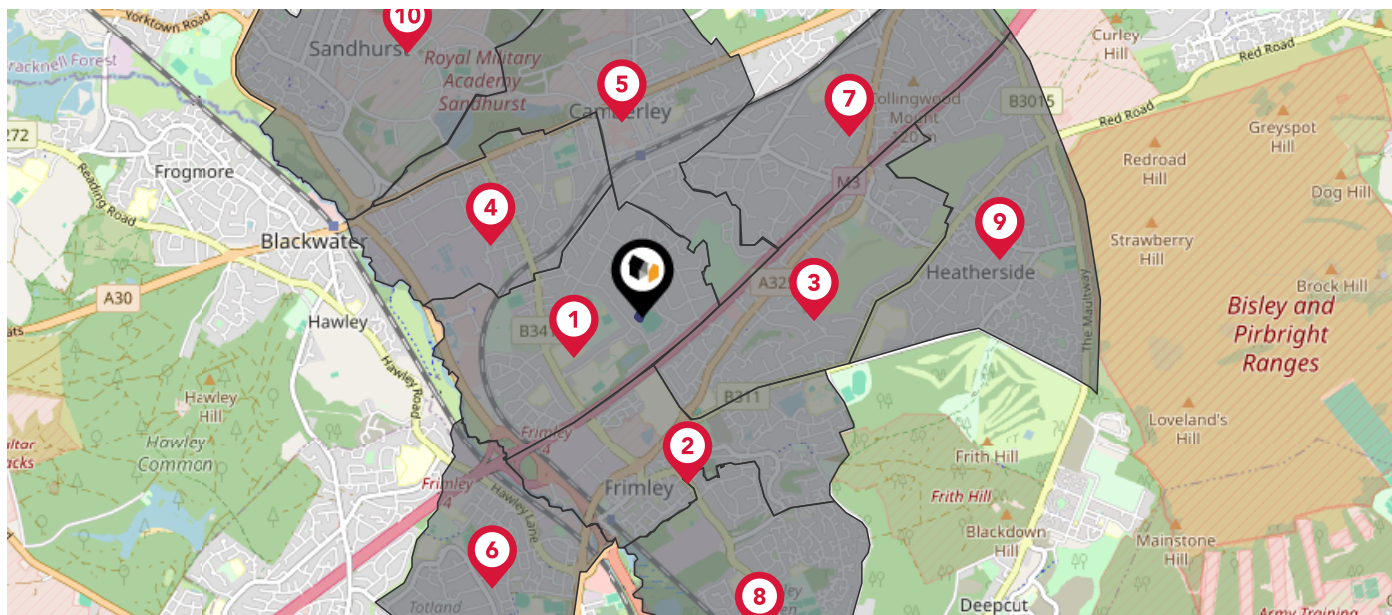 Yorktown Road
10
Sandhurst
Royal Military
Academy
Sandhurst
Bracknell Forest
5
Camberley
7
Collingwood
Mount
Curley
Hill
Red Road
B3015
Red Road
Greyspot
Hill
272
Reading Road
Frogmore
M3
Redroad
Hill
Dog Hill
4
9
Blackwater
Strawberry
Hill
Heatherside
A30
3
Brock Hill
Hawley
1
The Maultway
Bisley and
Pirbright
Ranges
Hawley Road
B311
Hawley
Hill
Loveland's
Hill
Hawley
Common
Frimley
4
2
Frith Hill
Frimley
4
Frimley
Frith Hill
Hawley Lane
Blackdown
Hill
Mainstone
Hill
6
8
Totland
Deepcut
Army Training